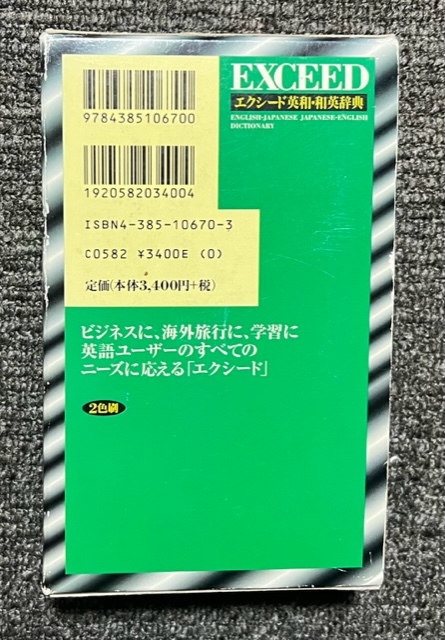 EXCEED
エクシード英和・和英辞典
ENGLISH-JAPANESE JAPANESE-ENGLISH
DICTIONARY
9784385106700
1920582034004
ISBN4-385-10670-3
C0582 ¥3400E (0)
定価(本体3,400円+税)
ビジネスに、海外旅行に、学習に
英語ユーザーのすべての
ニーズに応える「エクシード」
2色刷